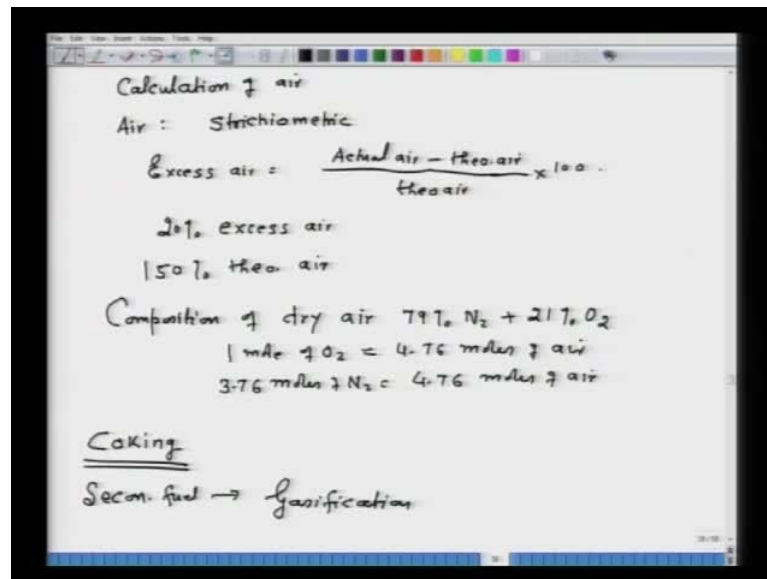 Calculation of air
Air : Stoichiometric
Excess air = Actual air - theo. air / theo air × 100.
20% excess air
150% theo. air
Composition of dry air 79% N2 + 21% O2
1 mole of O2 = 4.76 moles of air
3.76 moles of N2 = 4.76 moles of air
Coking
Secon. fuel → Gasification